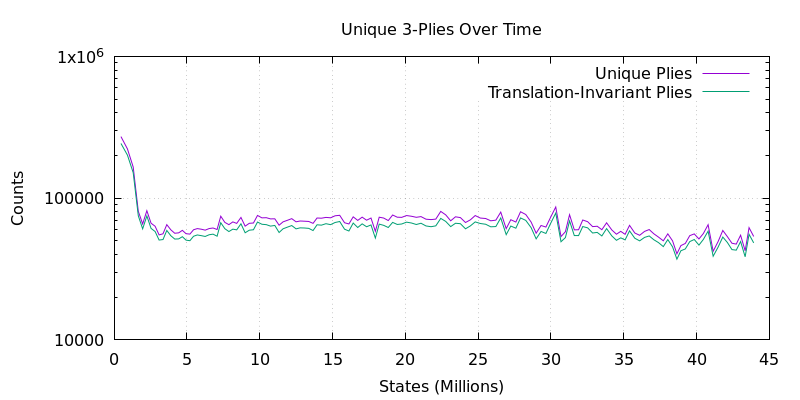 Unique 3-Plies Over Time
1x10^6
100000
10000
Counts
Unique Plies
Translation-Invariant Plies
0 5 10 15 20 25 30 35 40 45
States (Millions)